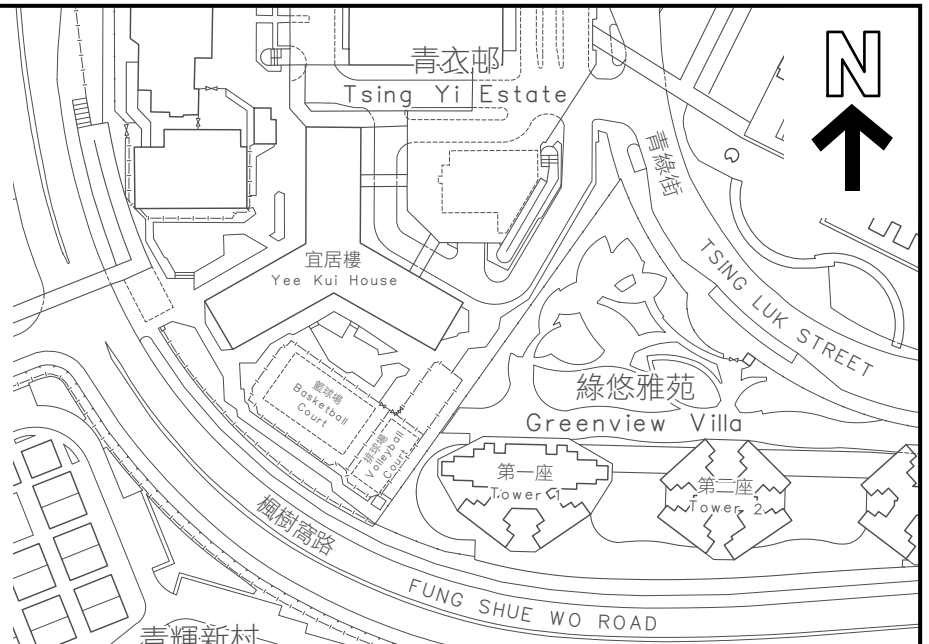 N
青衣邨
Tsing Yi Estate
青綠街
TSING LUK STREET
宜居樓
Yee Kui House
籃球場
Basketball
Court
排球場
Volleyball
Court
綠悠雅苑
Greenview Villa
第一座
Tower 1
第二座
Tower 2
楓樹窩路
FUNG SHUE WO ROAD
青輝新村